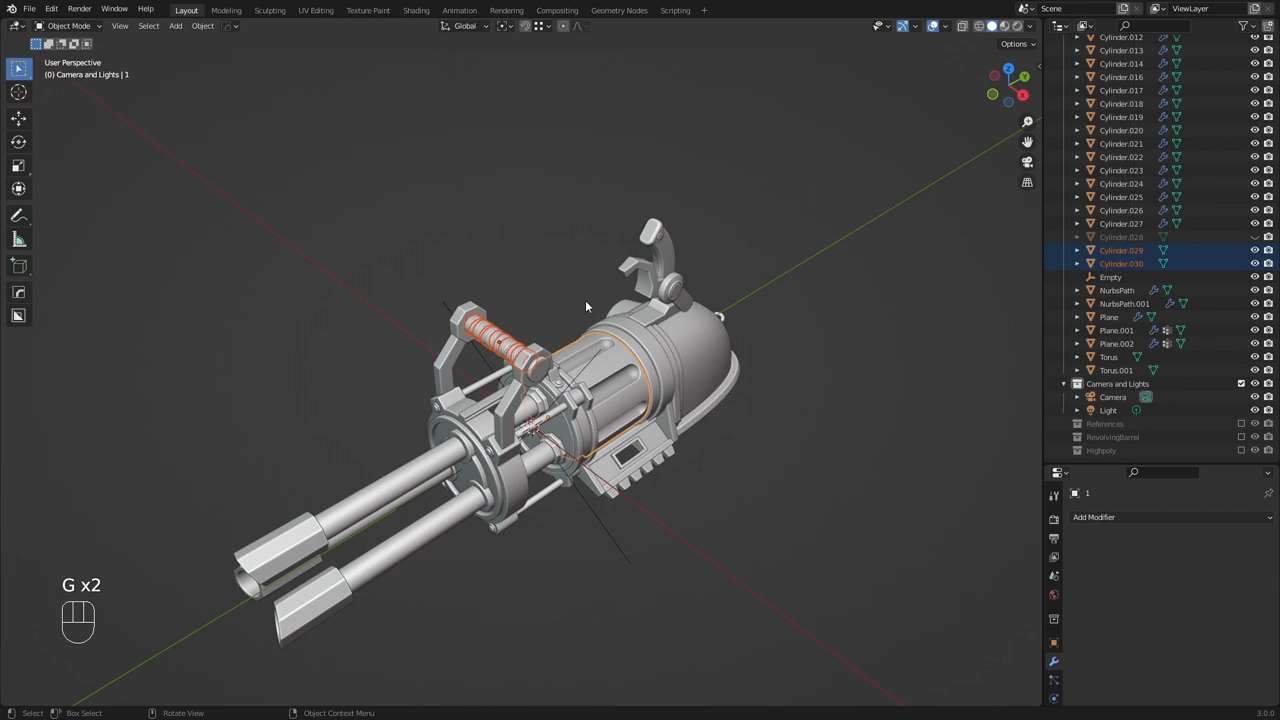 File Edit Render Window Help Layout Modeling Sculpting UV Editing Texture Paint Shading Animation Rendering Compositing Geometry Nodes Scripting + Scene ViewLayer
Object Mode View Select Add Object Global
Options
User Perspective
(0) Camera and Lights | 1
Z
Y
X
Cylinder.012
Cylinder.013
Cylinder.014
Cylinder.016
Cylinder.017
Cylinder.018
Cylinder.019
Cylinder.020
Cylinder.021
Cylinder.022
Cylinder.023
Cylinder.024
Cylinder.025
Cylinder.026
Cylinder.027
Cylinder.028
Cylinder.029
Cylinder.030
Empty
NurbsPath
NurbsPath.001
Plane
Plane.001
Plane.002
Torus
Torus.001
Camera and Lights
Camera
Light
References
RevolvingBarrel
Highpoly
1
Add Modifier
G x2
Select Box Select Rotate View Object Context Menu 3.0.0